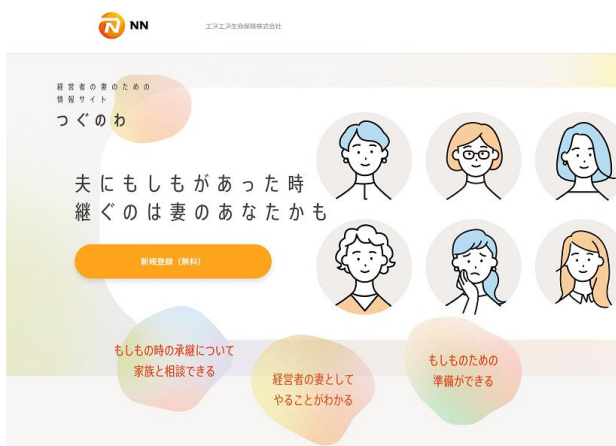 NN
エヌエヌ生命保険株式会社
経営者の妻のための
情報サイト
つぐのわ
夫にもしもがあった時
継ぐのは妻のあなたかも
新規登録（無料）
もしもの時の承継について
家族と相談できる
経営者の妻として
やることがわかる
もしものための
準備ができる